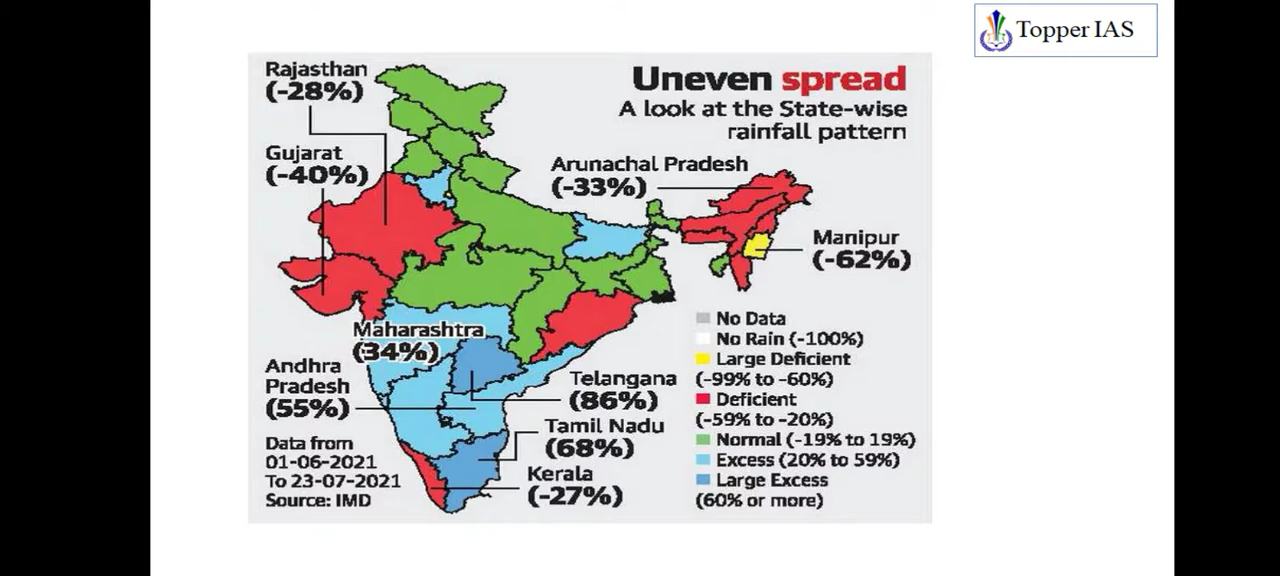 Topper IAS
Uneven spread
A look at the State-wise
rainfall pattern
Rajasthan
(-28%)
Gujarat
(-40%)
Arunachal Pradesh
(-33%)
Manipur
(-62%)
Maharashtra
(34%)
Andhra
Pradesh
(55%)
Telangana
(86%)
Tamil Nadu
(68%)
Kerala
(-27%)
Data from
01-06-2021
To 23-07-2021
Source: IMD
No Data
No Rain (-100%)
Large Deficient
(-99% to -60%)
Deficient
(-59% to -20%)
Normal (-19% to 19%)
Excess (20% to 59%)
Large Excess
(60% or more)